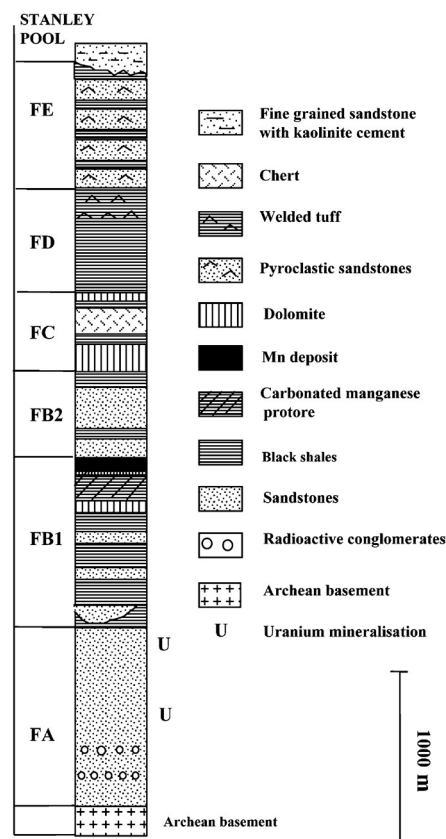 STANLEY
POOL
FE
FD
FC
FB2
FB1
FA
Fine grained sandstone
with kaolinite cement
Chert
Welded tuff
Pyroclastic sandstones
Dolomite
Mn deposit
Carbonated manganese
protore
Black shales
Sandstones
Radioactive conglomerates
Archean basement
U Uranium mineralisation
U
U
1000 m
Archean basement